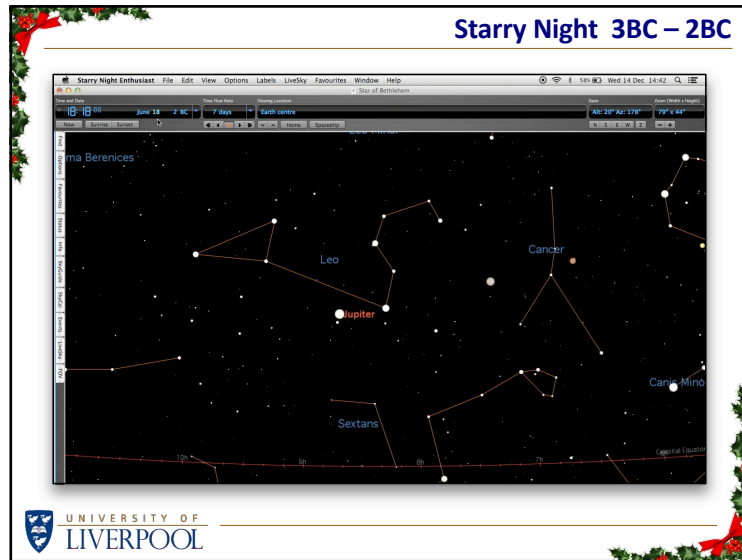 Starry Night 3BC – 2BC
Starry Night Enthusiast File Edit View Options Labels LiveSky Favourites Window Help 58% Wed 14 Dec 14:42
Star of Bethlehem
Time and Date Time Flow Rate Viewing Location Gaze Zoom (Width x Height)
18:18:00 June 18 2 BC 7 days Earth centre Alt: 20° Az: 178° 79° x 44°
Now Sunrise Sunset Home Spaceship N S E W Z
Find
Options
Favourites
Status
Info
SkyGuide
SkyCal
Events
LiveSky
FOV
ma Berenices
Leo
Cancer
Jupiter
Canis Mino
Sextans
Celestial Equator
10h 9h 8h 7h
UNIVERSITY OF
LIVERPOOL